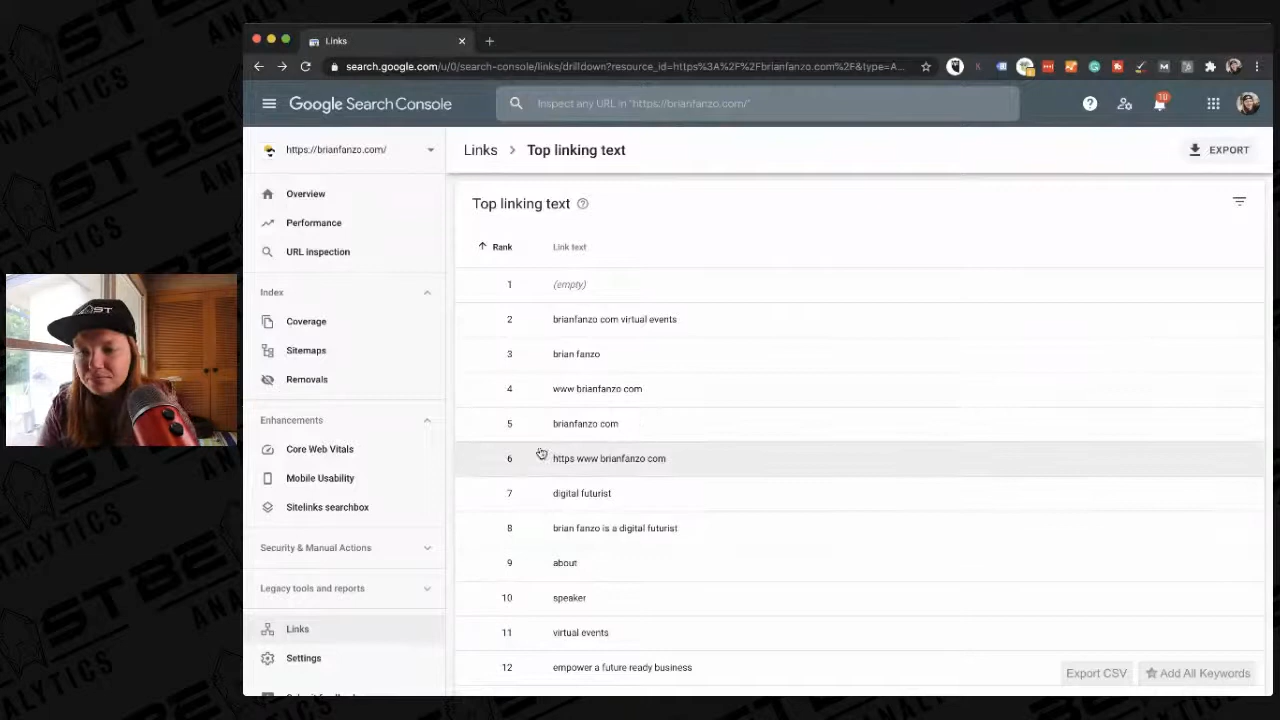 Links
search.google.com/u/0/search-console/links/drilldown?resource_id=https%3A%2F%2Fbrianfanzo.com%2F&type=A...
Google Search Console
Inspect any URL in "https://brianfanzo.com/"
10
https://brianfanzo.com/
Links
Top linking text
EXPORT
Overview
Performance
URL inspection
Index
Coverage
Sitemaps
Removals
Enhancements
Core Web Vitals
Mobile Usability
Sitelinks searchbox
Security & Manual Actions
Legacy tools and reports
Links
Settings
Top linking text
Rank Link text
1 (empty)
2 brianfanzo com virtual events
3 brian fanzo
4 www brianfanzo com
5 brianfanzo com
6 https www brianfanzo com
7 digital futurist
8 brian fanzo is a digital futurist
9 about
10 speaker
11 virtual events
12 empower a future ready business
Export CSV
Add All Keywords
ANALYTICS